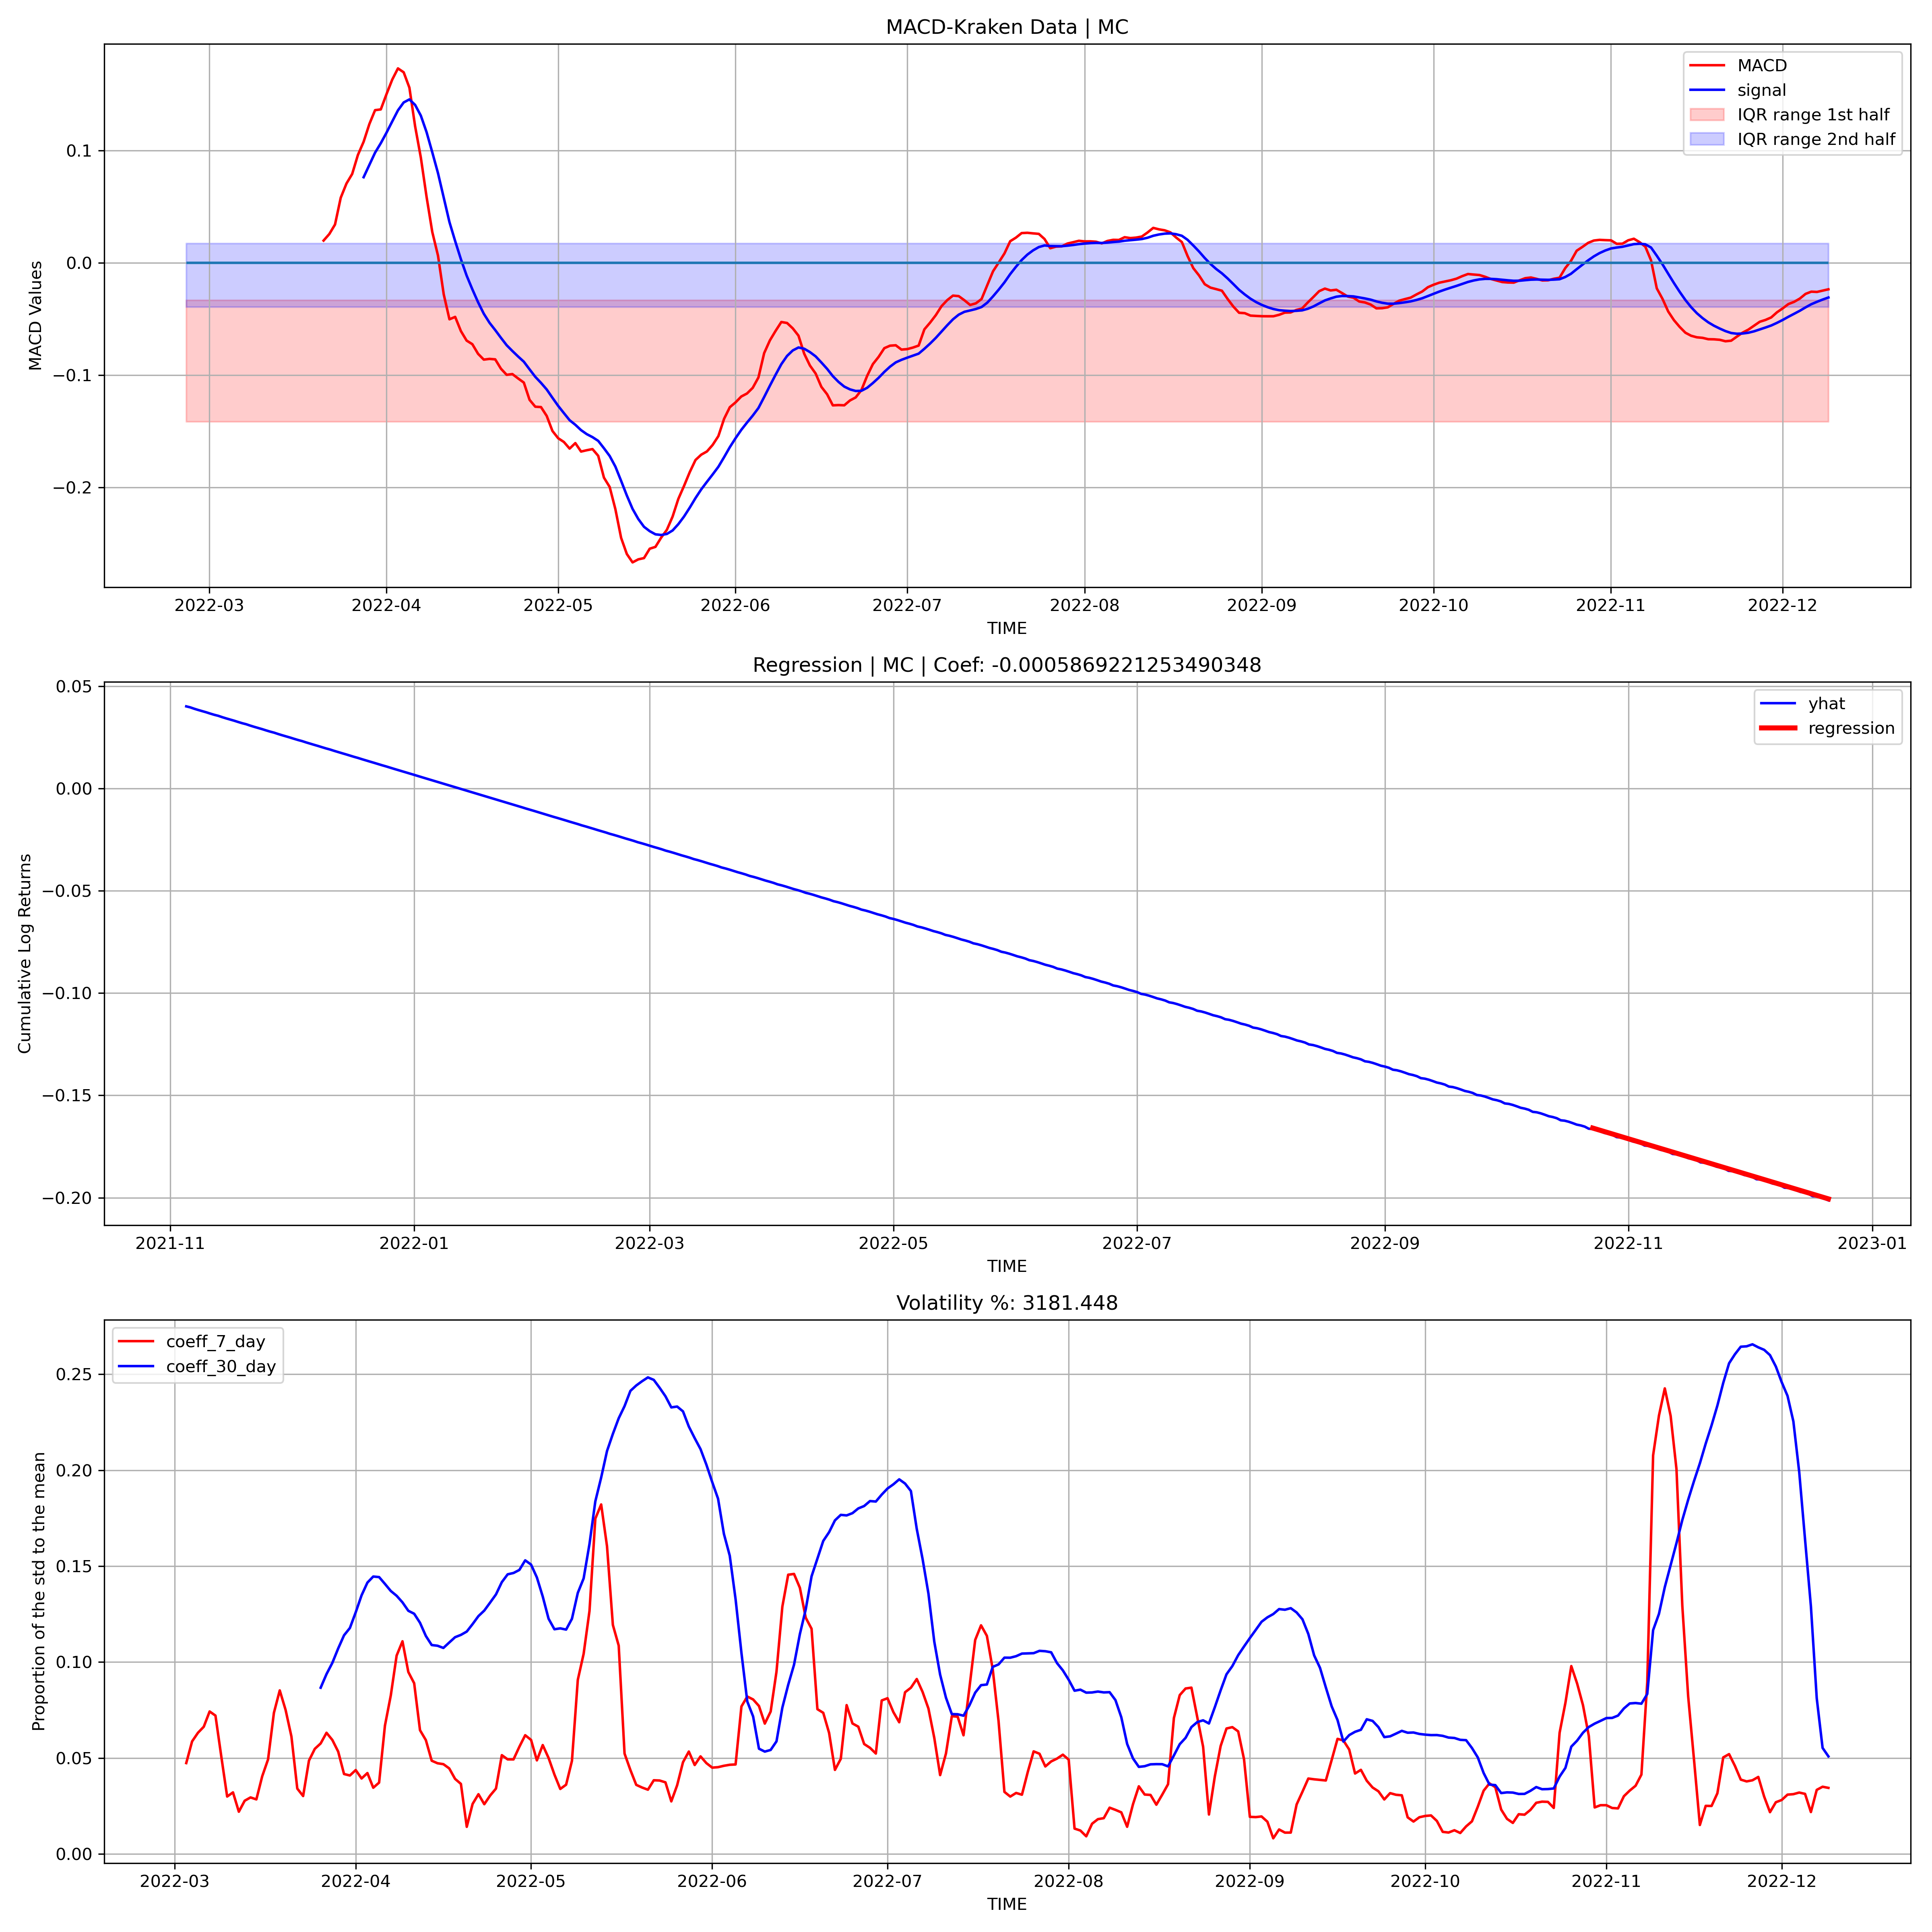 MACD-Kraken Data | MC
MACD
signal
IQR range 1st half
IQR range 2nd half
MACD Values
0.1
0.0
−0.1
−0.2
2022-03 2022-04 2022-05 2022-06 2022-07 2022-08 2022-09 2022-10 2022-11 2022-12
TIME
Regression | MC | Coef: -0.0005869221253490348
yhat
regression
Cumulative Log Returns
0.05
0.00
−0.05
−0.10
−0.15
−0.20
2021-11 2022-01 2022-03 2022-05 2022-07 2022-09 2022-11 2023-01
TIME
Volatility %: 3181.448
coeff_7_day
coeff_30_day
Proportion of the std to the mean
0.25
0.20
0.15
0.10
0.05
0.00
2022-03 2022-04 2022-05 2022-06 2022-07 2022-08 2022-09 2022-10 2022-11 2022-12
TIME